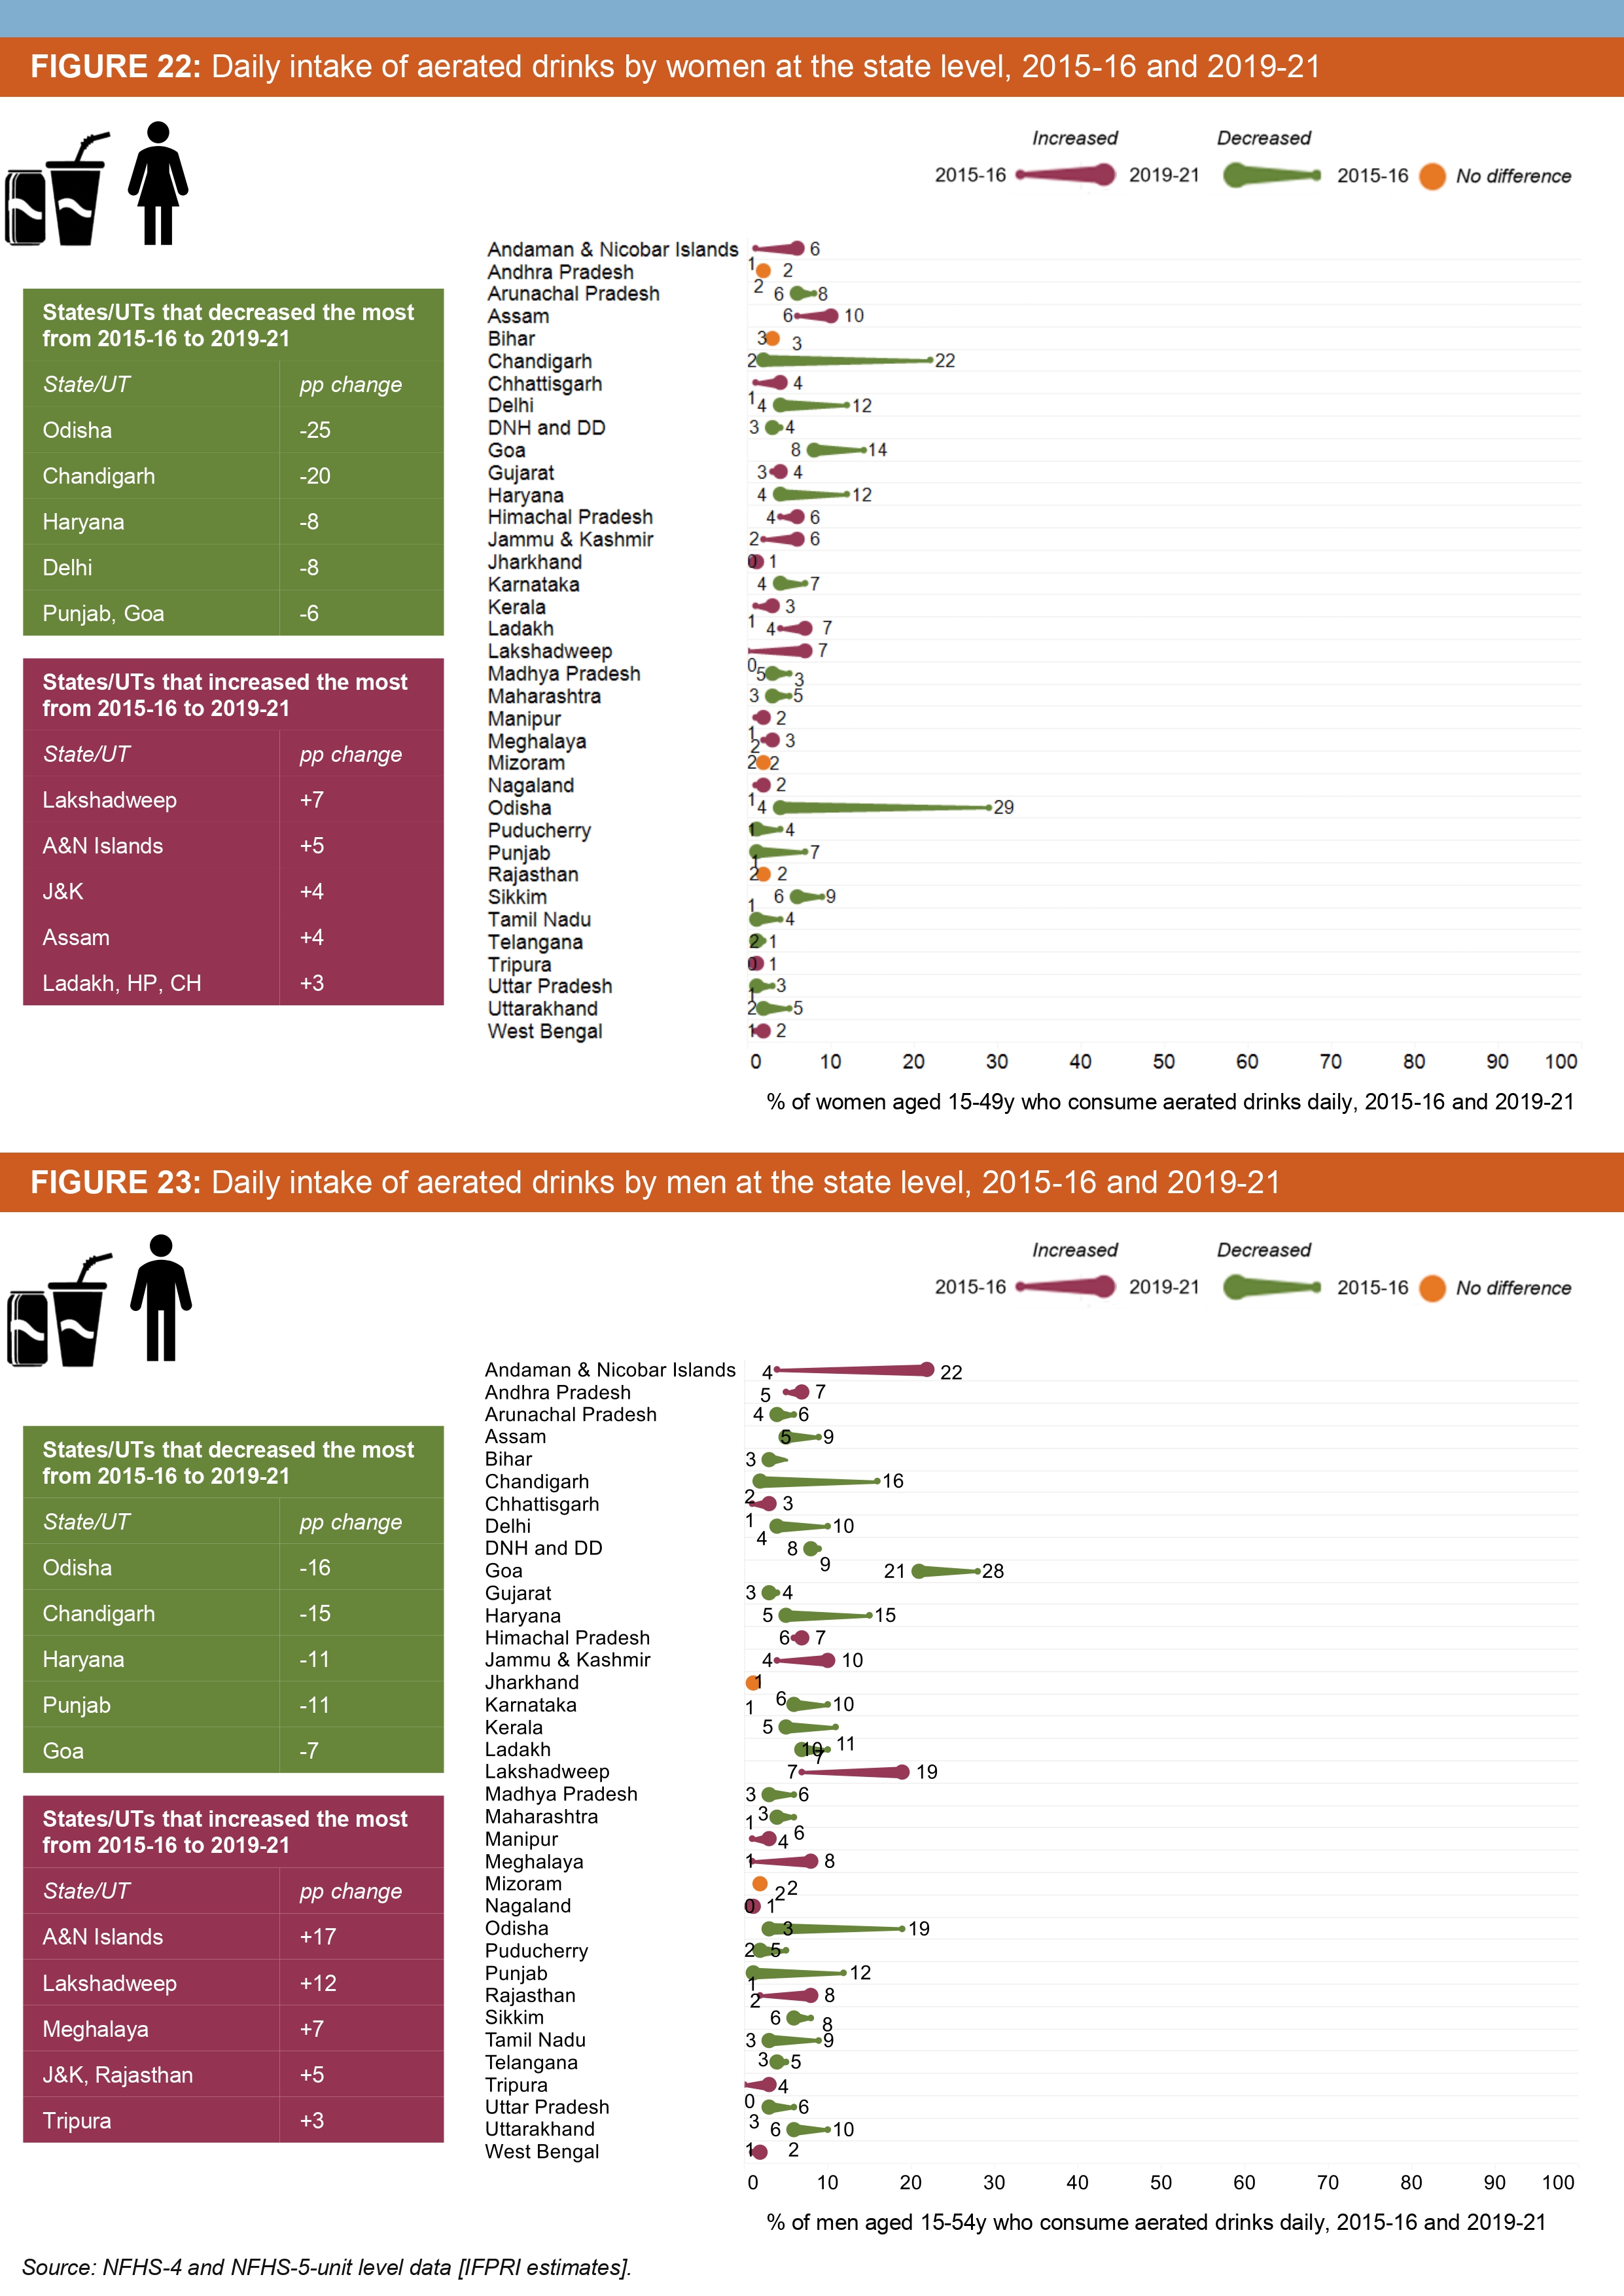 FIGURE 22: Daily intake of aerated drinks by women at the state level, 2015-16 and 2019-21
Increased Decreased
2015-16 2019-21 2015-16 No difference
States/UTs that decreased the most
from 2015-16 to 2019-21
State/UT pp change
Odisha -25
Chandigarh -20
Haryana -8
Delhi -8
Punjab, Goa -6
States/UTs that increased the most
from 2015-16 to 2019-21
State/UT pp change
Lakshadweep +7
A&N Islands +5
J&K +4
Assam +4
Ladakh, HP, CH +3
Andaman & Nicobar Islands 1 6
Andhra Pradesh 2 2
Arunachal Pradesh 6 8
Assam 6 10
Bihar 3 3
Chandigarh 2 22
Chhattisgarh 1 4
Delhi 4 12
DNH and DD 3 4
Goa 8 14
Gujarat 3 4
Haryana 4 12
Himachal Pradesh 4 6
Jammu & Kashmir 2 6
Jharkhand 0 1
Karnataka 4 7
Kerala 1 3
Ladakh 4 7
Lakshadweep 0 7
Madhya Pradesh 5 3
Maharashtra 3 5
Manipur 1 2
Meghalaya 2 3
Mizoram 2 2
Nagaland 1 2
Odisha 4 29
Puducherry 1 4
Punjab 1 7
Rajasthan 2 2
Sikkim 6 9
Tamil Nadu 1 4
Telangana 2 1
Tripura 0 1
Uttar Pradesh 1 3
Uttarakhand 2 5
West Bengal 1 2
0 10 20 30 40 50 60 70 80 90 100
% of women aged 15-49y who consume aerated drinks daily, 2015-16 and 2019-21
FIGURE 23: Daily intake of aerated drinks by men at the state level, 2015-16 and 2019-21
Increased Decreased
2015-16 2019-21 2015-16 No difference
States/UTs that decreased the most
from 2015-16 to 2019-21
State/UT pp change
Odisha -16
Chandigarh -15
Haryana -11
Punjab -11
Goa -7
States/UTs that increased the most
from 2015-16 to 2019-21
State/UT pp change
A&N Islands +17
Lakshadweep +12
Meghalaya +7
J&K, Rajasthan +5
Tripura +3
Andaman & Nicobar Islands 4 22
Andhra Pradesh 5 7
Arunachal Pradesh 4 6
Assam 5 9
Bihar 3
Chandigarh 2 16
Chhattisgarh 1 3
Delhi 4 10
DNH and DD 8 9
Goa 21 28
Gujarat 3 4
Haryana 5 15
Himachal Pradesh 6 7
Jammu & Kashmir 4 10
Jharkhand 1 1
Karnataka 6 10
Kerala 5 11
Ladakh 10 7
Lakshadweep 7 19
Madhya Pradesh 3 6
Maharashtra 3 6
Manipur 1 4
Meghalaya 1 8
Mizoram 2 2
Nagaland 0 1
Odisha 3 19
Puducherry 2 5
Punjab 1 12
Rajasthan 2 8
Sikkim 6 8
Tamil Nadu 3 9
Telangana 3 5
Tripura 0 4
Uttar Pradesh 3 6
Uttarakhand 6 10
West Bengal 1 2
0 10 20 30 40 50 60 70 80 90 100
% of men aged 15-54y who consume aerated drinks daily, 2015-16 and 2019-21
Source: NFHS-4 and NFHS-5-unit level data [IFPRI estimates].